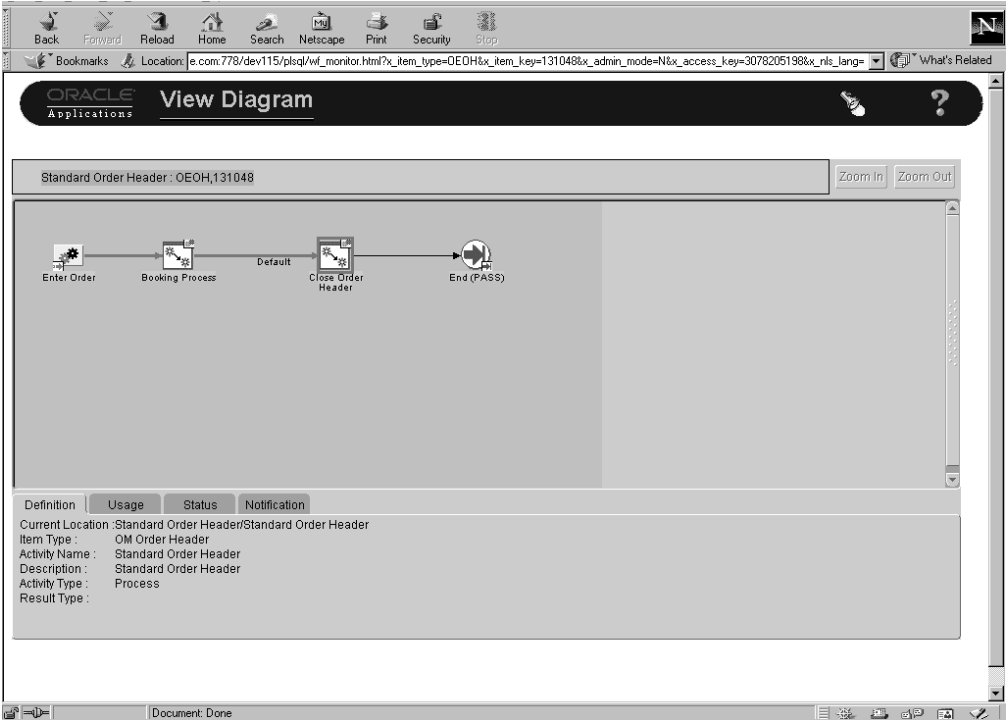 Back Forward Reload Home Search Netscape Print Security Stop
My
N
Bookmarks Location: e.com:778/dev115/plsql/wf_monitor.html?x_item_type=OEOH&x_item_key=131048&x_admin_mode=N&x_access_key=3078205198&x_nls_lang= What's Related
ORACLE
Applications
View Diagram
?
Standard Order Header : OEOH,131048
Zoom In Zoom Out
Enter Order
Booking Process
Default
Close Order
Header
End (PASS)
Definition Usage Status Notification
Current Location :Standard Order Header/Standard Order Header
Item Type : OM Order Header
Activity Name : Standard Order Header
Description : Standard Order Header
Activity Type : Process
Result Type :
Document: Done